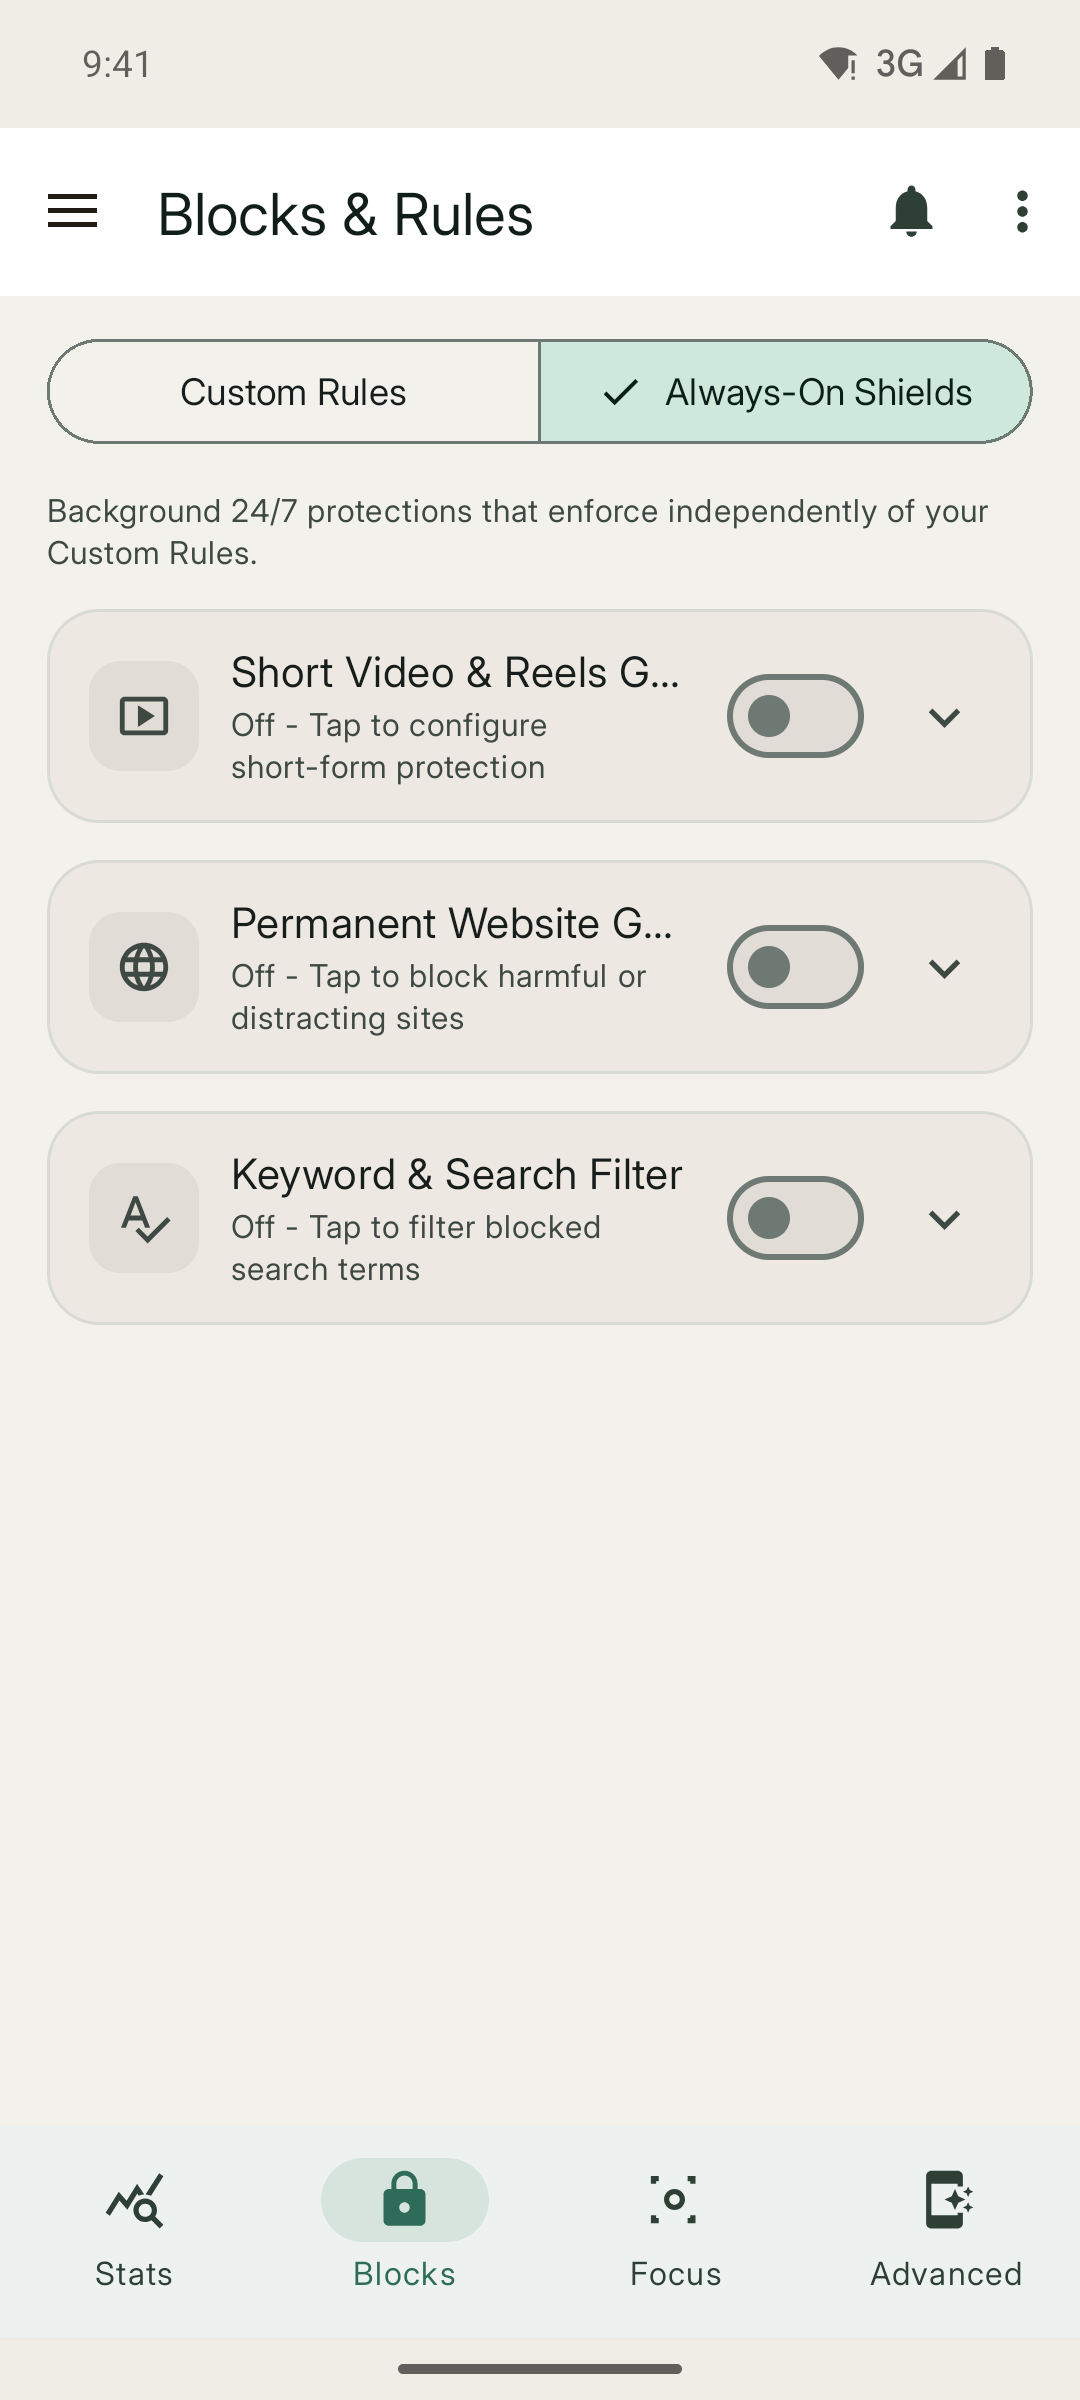 9:41
3G
Blocks & Rules
Custom Rules
Always-On Shields
Background 24/7 protections that enforce independently of your
Custom Rules.
Short Video & Reels G...
Off - Tap to configure
short-form protection
Permanent Website G...
Off - Tap to block harmful or
distracting sites
Keyword & Search Filter
Off - Tap to filter blocked
search terms
Stats
Blocks
Focus
Advanced